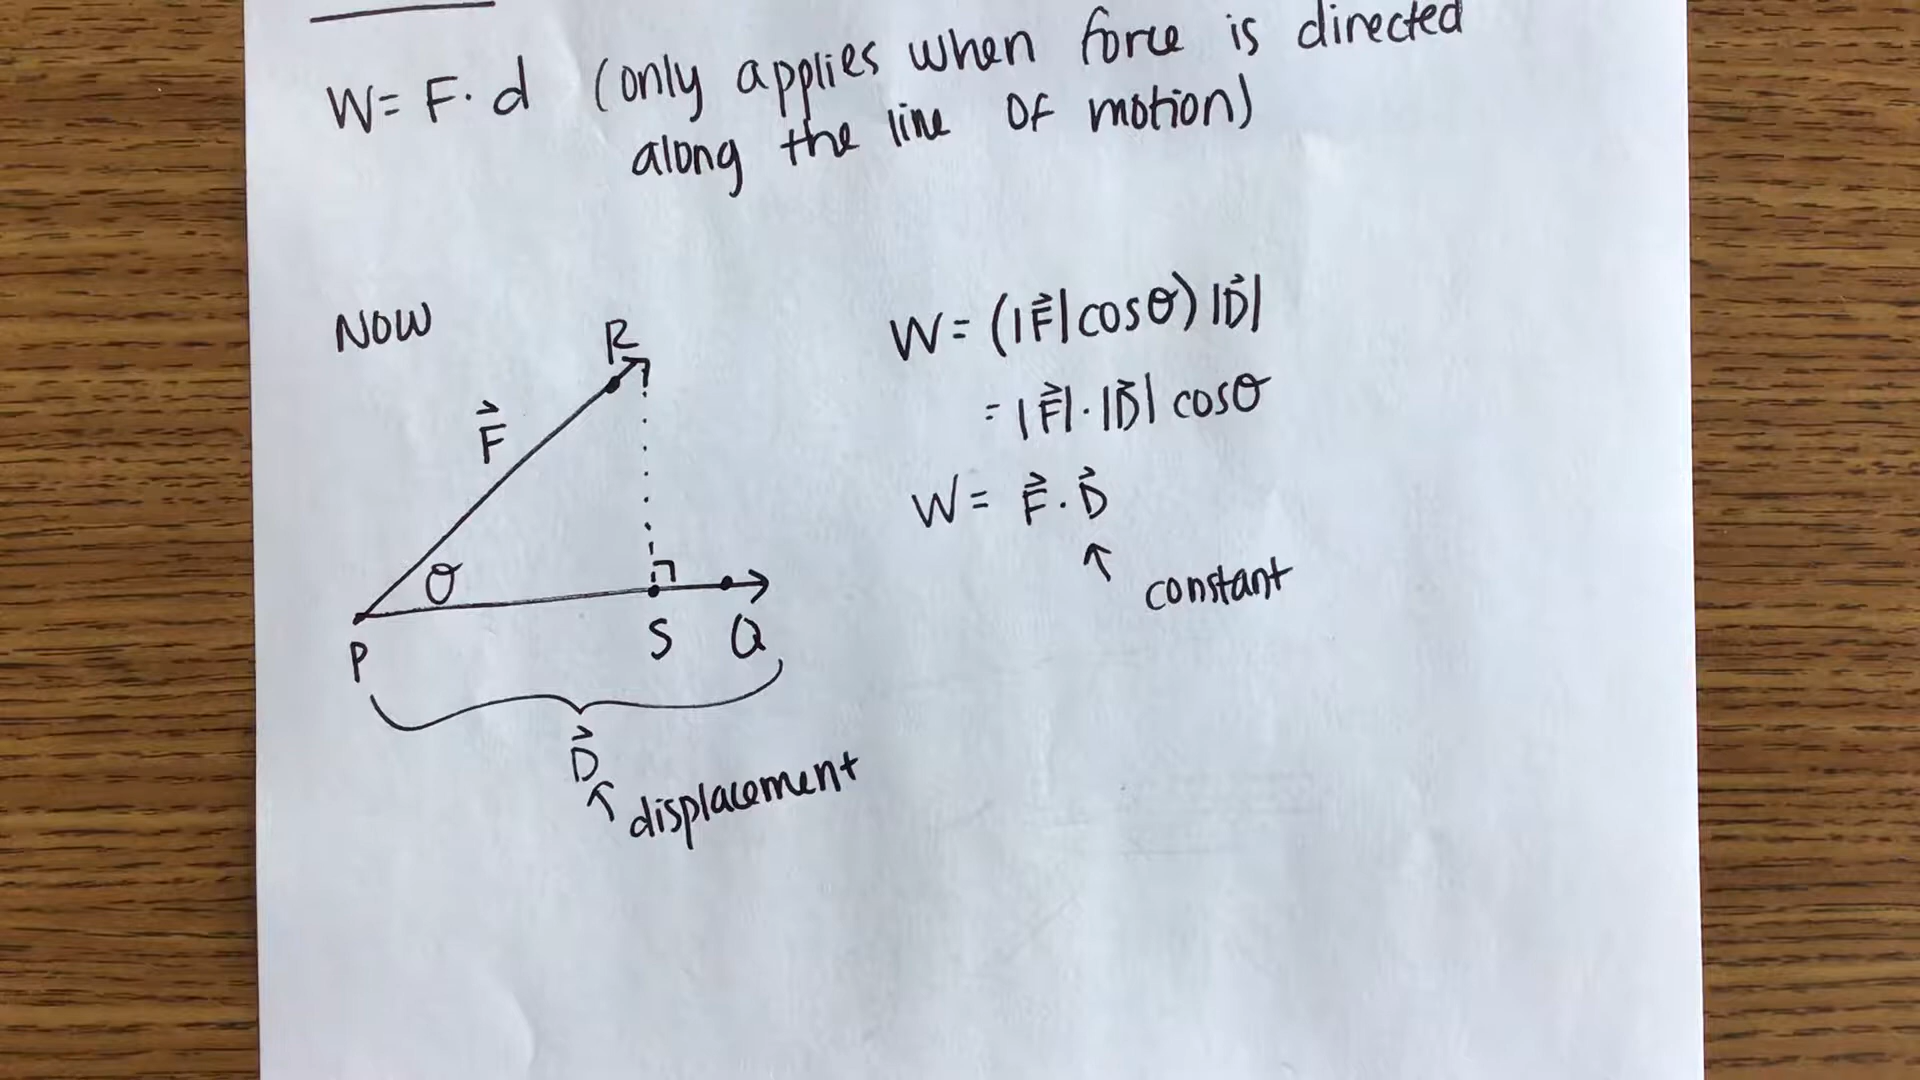 W= F·d (only applies when force is directed
along the line of motion)
NOW
R
F⃗
θ
P
S
Q
D⃗
↑ displacement
W= (|F⃗|cosθ)|D⃗|
= |F⃗|·|D⃗| cosθ
W= F⃗·D⃗
↑ constant